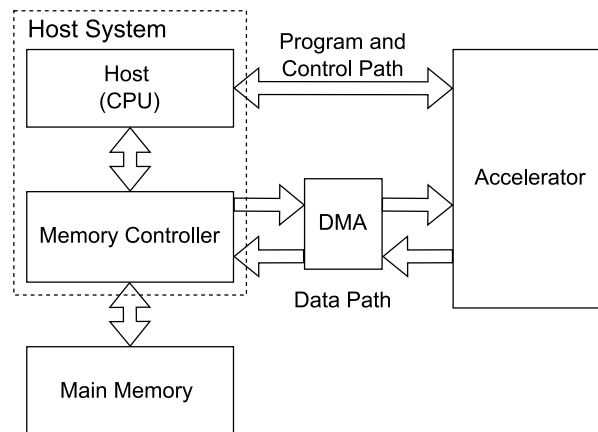 Host System
Host
(CPU)
Program and
Control Path
Accelerator
Memory Controller
DMA
Data Path
Main Memory